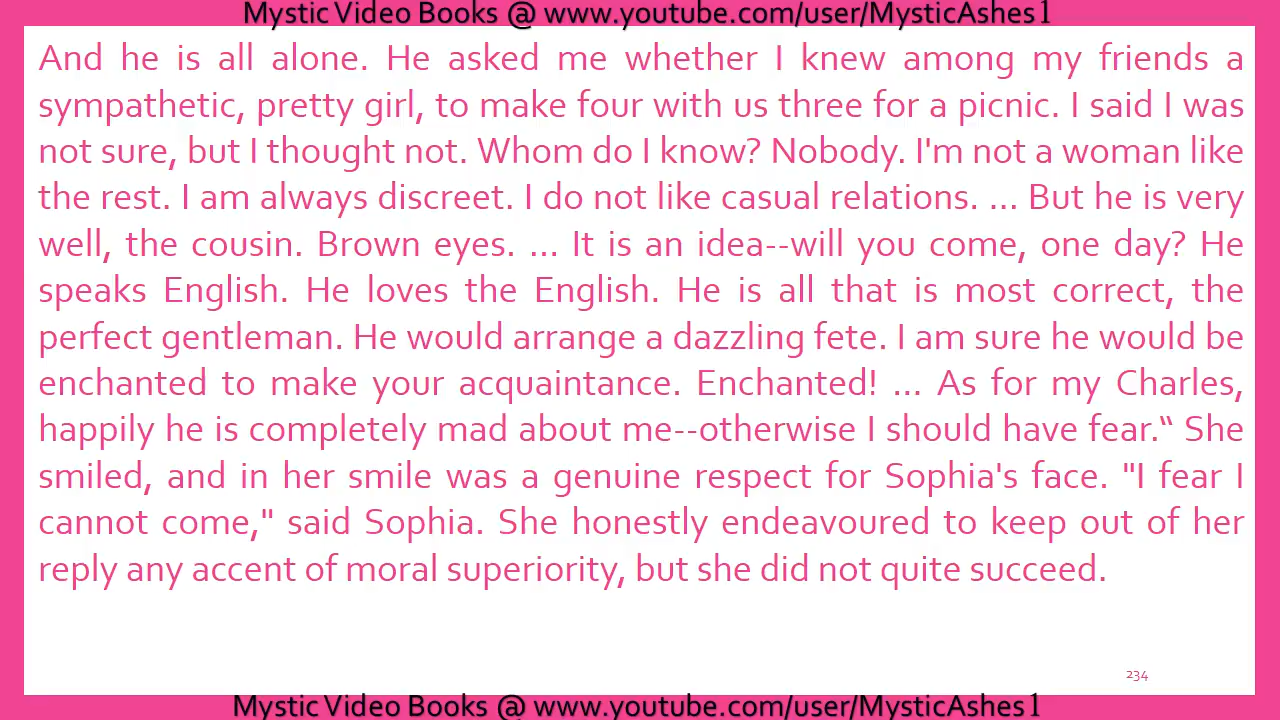 Mystic Video Books @ www.youtube.com/user/MysticAshes1
And he is all alone. He asked me whether I knew among my friends a
sympathetic, pretty girl, to make four with us three for a picnic. I said I was
not sure, but I thought not. Whom do I know? Nobody. I'm not a woman like
the rest. I am always discreet. I do not like casual relations. ... But he is very
well, the cousin. Brown eyes. ... It is an idea--will you come, one day? He
speaks English. He loves the English. He is all that is most correct, the
perfect gentleman. He would arrange a dazzling fete. I am sure he would be
enchanted to make your acquaintance. Enchanted! ... As for my Charles,
happily he is completely mad about me--otherwise I should have fear.“ She
smiled, and in her smile was a genuine respect for Sophia's face. "I fear I
cannot come," said Sophia. She honestly endeavoured to keep out of her
reply any accent of moral superiority, but she did not quite succeed.
234
Mystic Video Books @ www.youtube.com/user/MysticAshes1